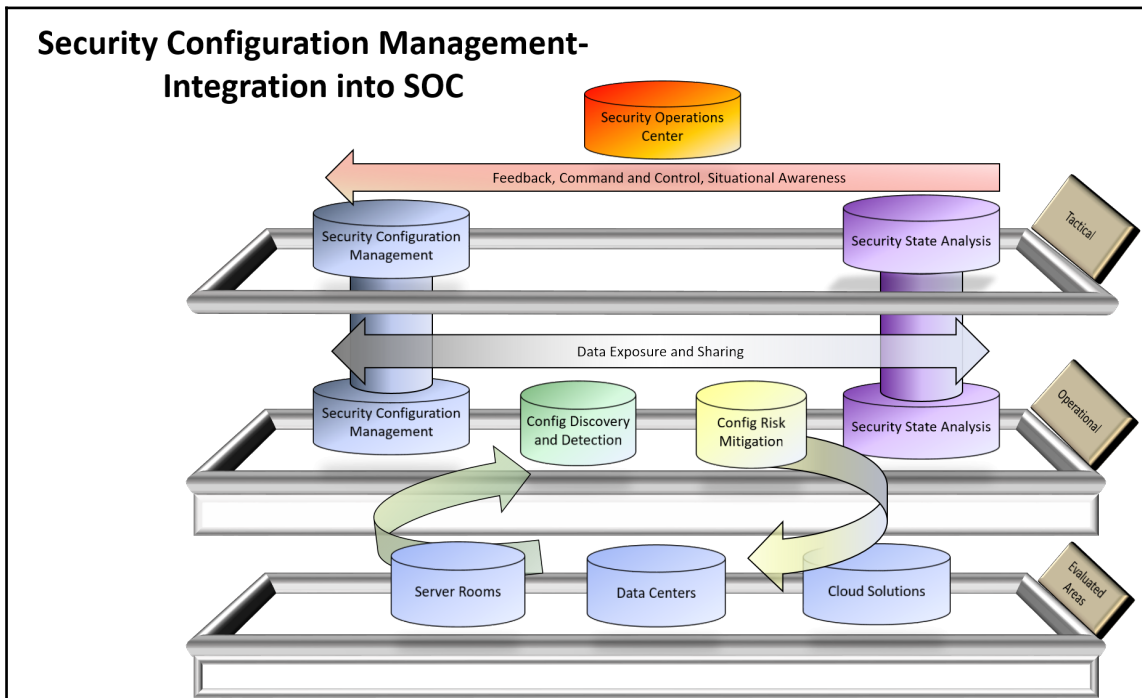 Security Configuration Management-
Integration into SOC
Security Operations
Center
Feedback, Command and Control, Situational Awareness
Tactical
Security Configuration
Management
Security State Analysis
Data Exposure and Sharing
Operational
Security Configuration
Management
Config Discovery
and Detection
Config Risk
Mitigation
Security State Analysis
Evaluated
Areas
Server Rooms
Data Centers
Cloud Solutions